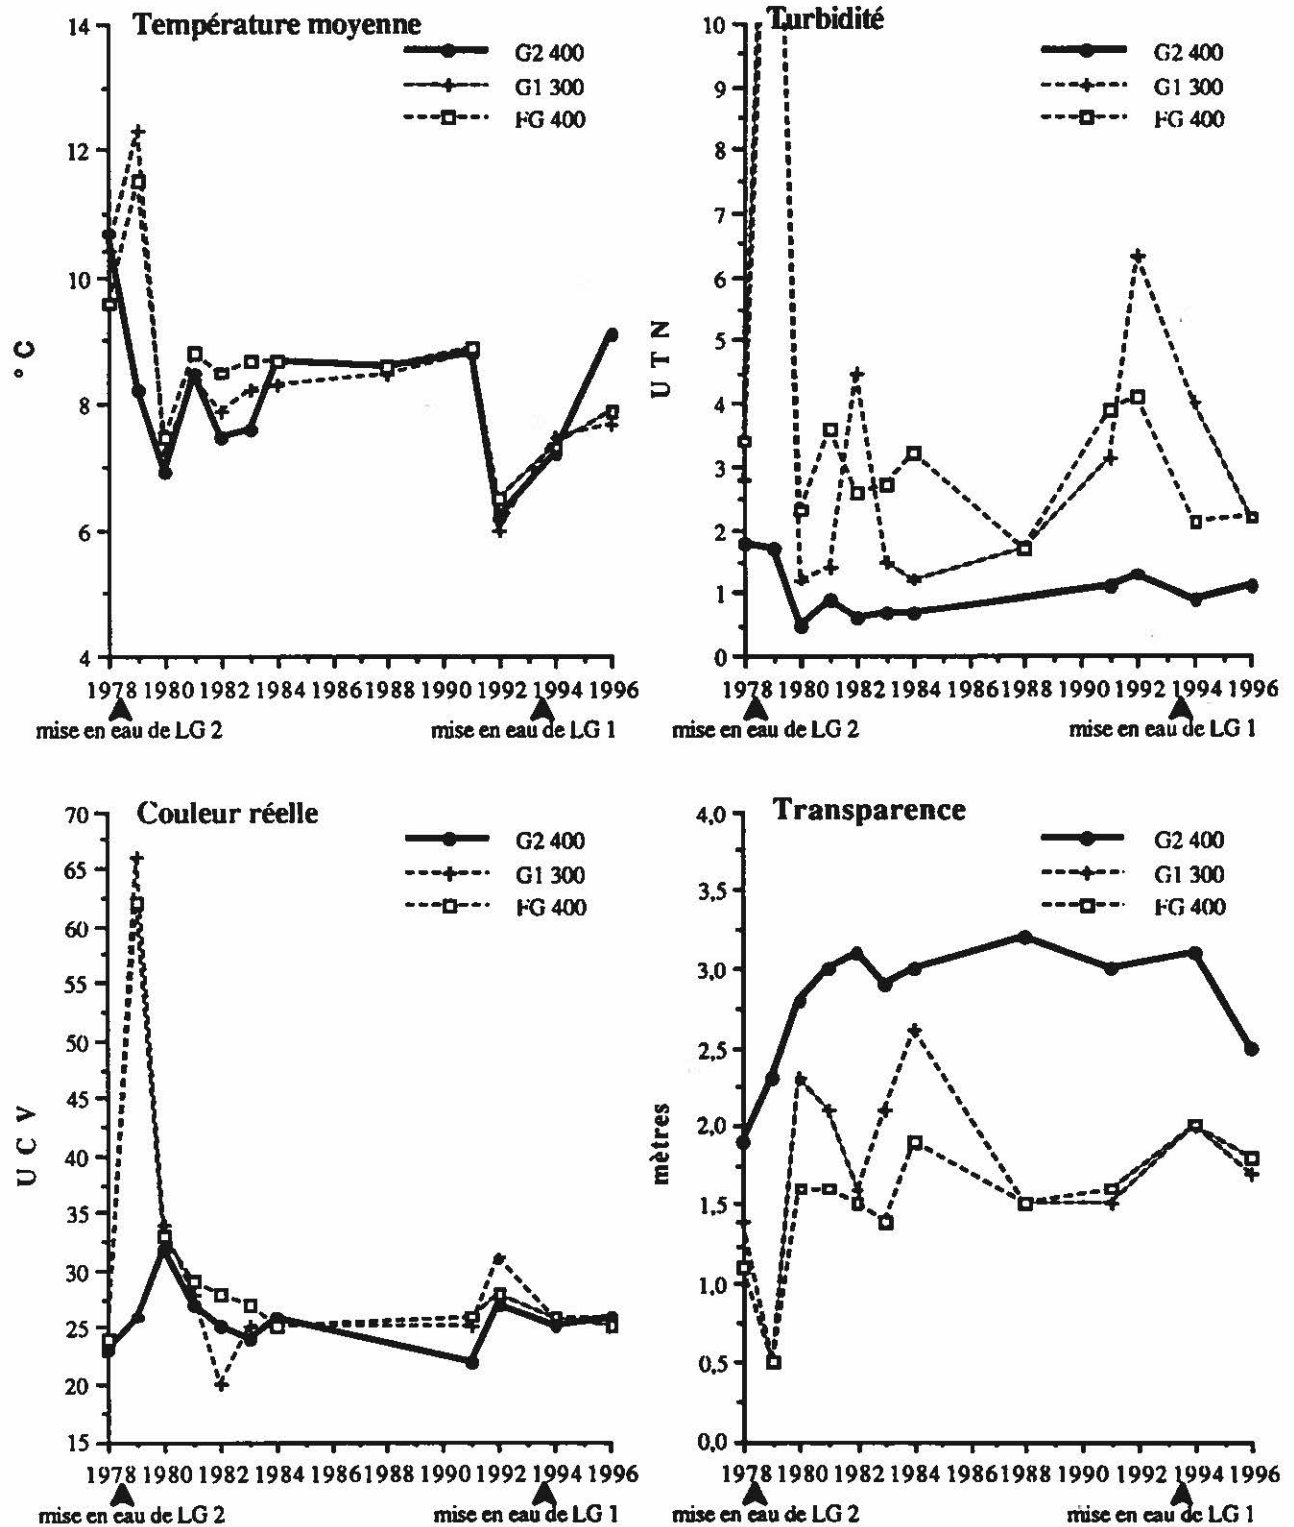 Température moyenne
G2 400
G1 300
FG 400
14
12
10
8
6
4
° C
1978 1980 1982 1984 1986 1988 1990 1992 1994 1996
mise en eau de LG 2
mise en eau de LG 1
Turbidité
G2 400
G1 300
FG 400
10
9
8
7
6
5
4
3
2
1
0
U T N
1978 1980 1982 1984 1986 1988 1990 1992 1994 1996
mise en eau de LG 2
mise en eau de LG 1
Couleur réelle
G2 400
G1 300
FG 400
70
65
60
55
50
45
40
35
30
25
20
15
U C V
1978 1980 1982 1984 1986 1988 1990 1992 1994 1996
mise en eau de LG 2
mise en eau de LG 1
Transparence
G2 400
G1 300
FG 400
4,0
3,5
3,0
2,5
2,0
1,5
1,0
0,5
0,0
mètres
1978 1980 1982 1984 1986 1988 1990 1992 1994 1996
mise en eau de LG 2
mise en eau de LG 1